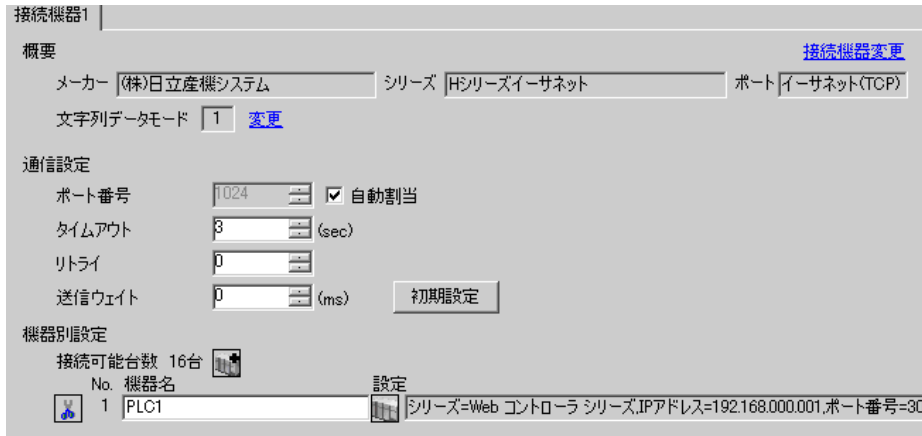 接続機器1
概要 接続機器変更
メーカー (株)日立産機システム シリーズ Hシリーズイーサネット ポート イーサネット(TCP)
文字列データモード 1 変更
通信設定
ポート番号 1024 自動割当
タイムアウト 3 (sec)
リトライ 0
送信ウェイト 0 (ms) 初期設定
機器別設定
接続可能台数 16台
No. 機器名 設定
1 PLC1 シリーズ=Web コントローラ シリーズ,IPアドレス=192.168.000.001,ポート番号=30